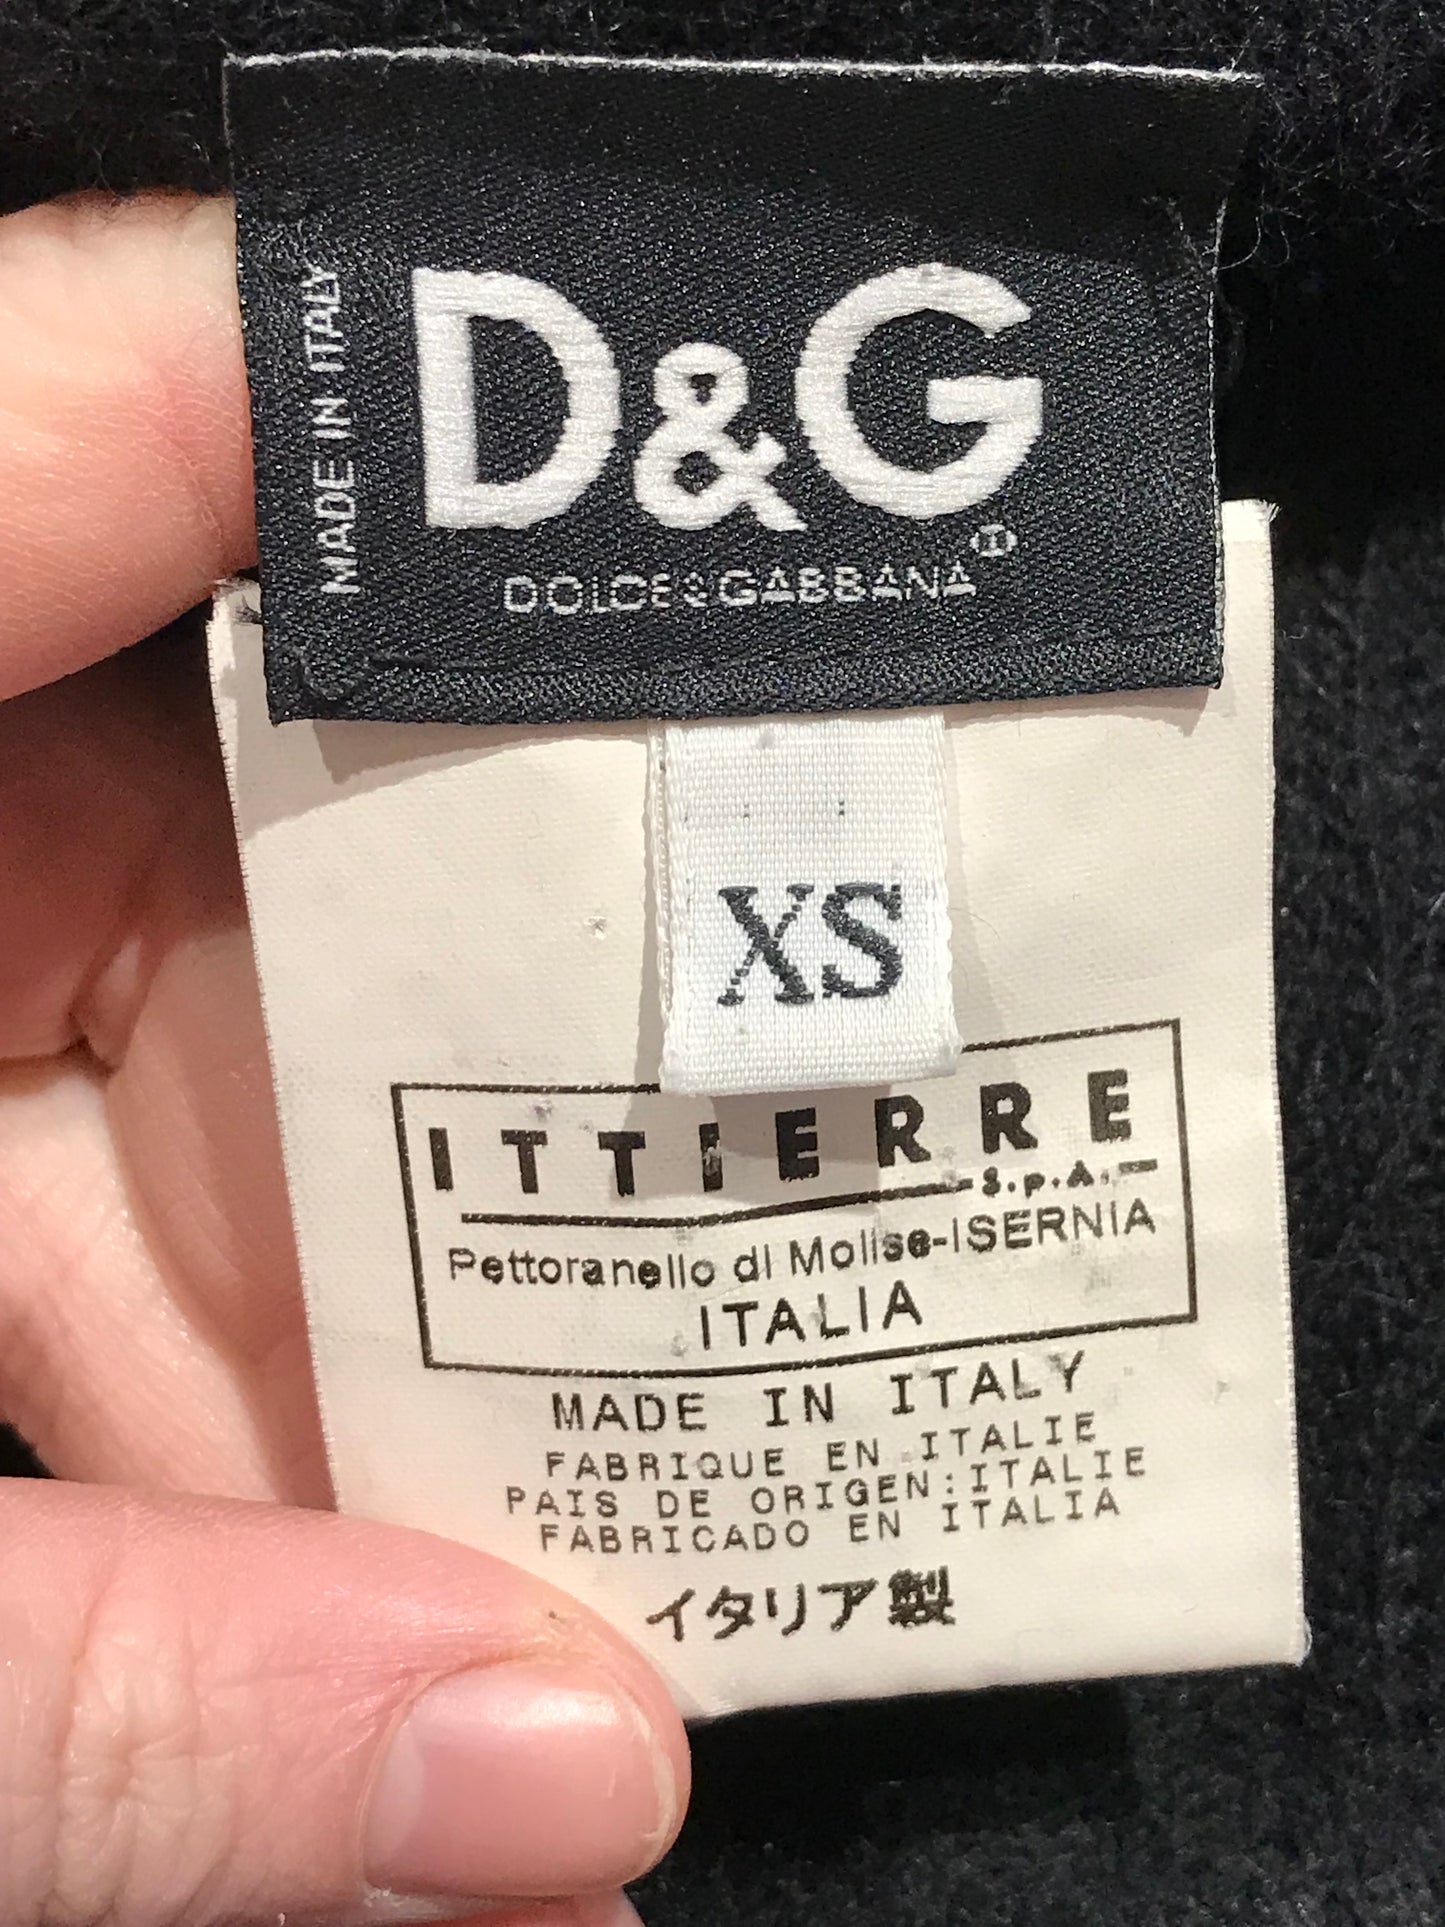 MADE IN ITALY
D&G
DOLCE&GABBANA
XS
ITTIERRE
S.p.A.
Pettoranello di Molise-ISERNIA
ITALIA
MADE IN ITALY
FABRIQUE EN ITALIE
PAIS DE ORIGEN:ITALIE
FABRICADO EN ITALIA
イタリア製